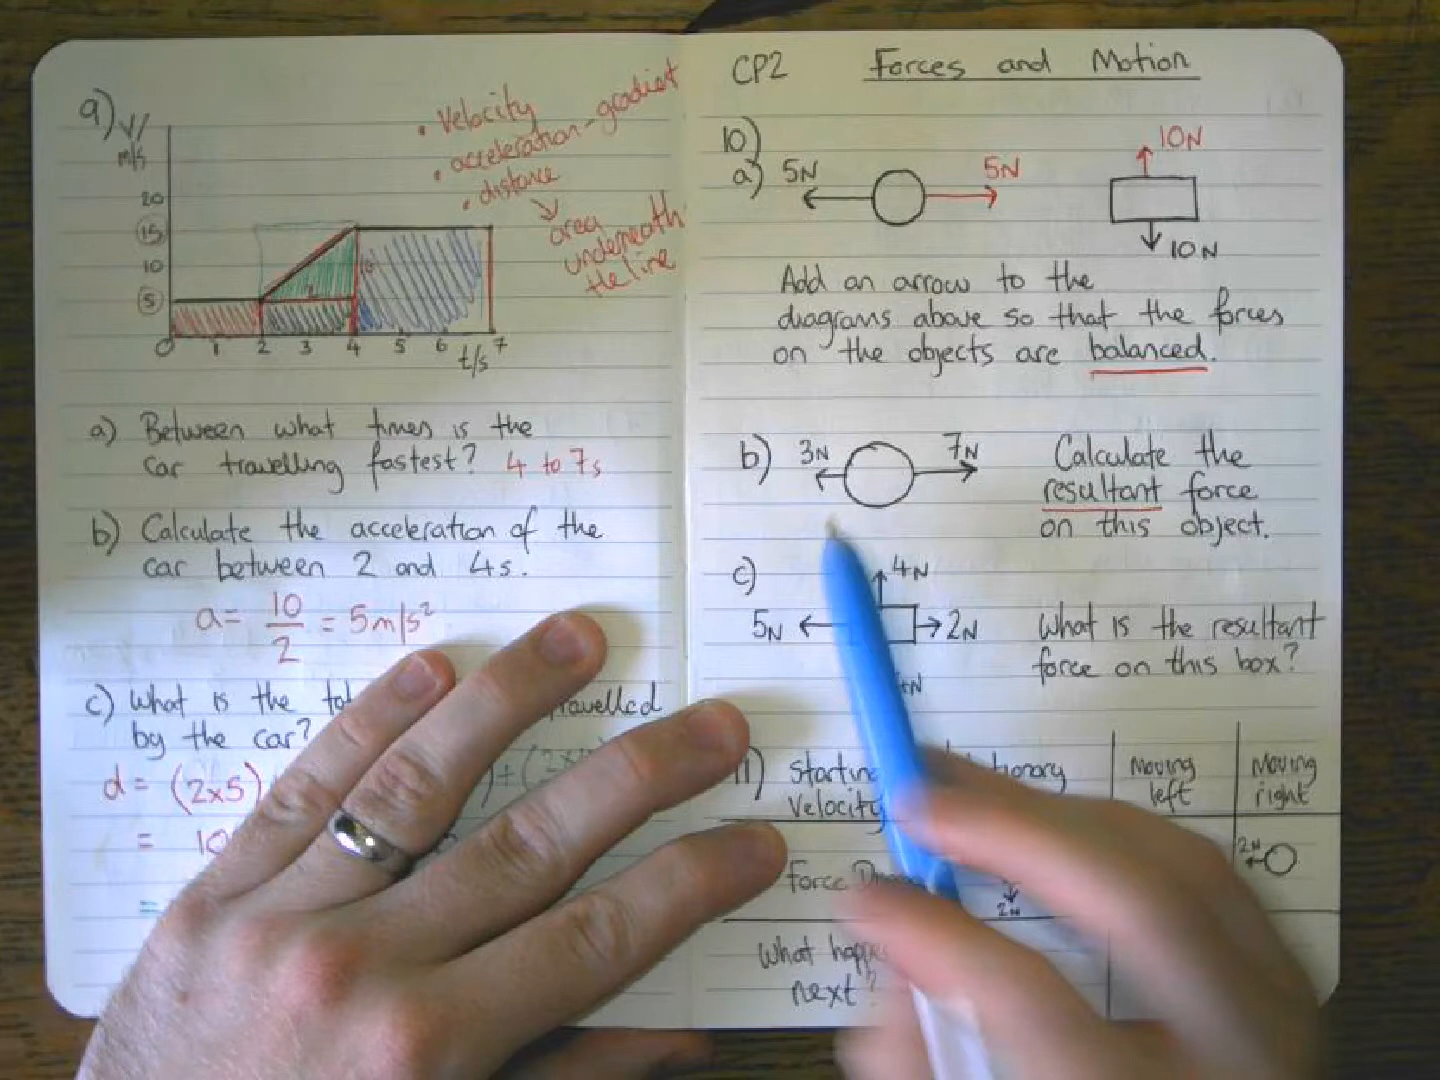 9)
V/
m/s
20
15
10
5
0 1 2 3 4 5 6 7
t/s
• Velocity
• acceleration - gradient
• distance
area
underneath
the line
a) Between what times is the
car travelling fastest? 4 to 7s
b) Calculate the acceleration of the
car between 2 and 4s.
a = 10/2 = 5m/s²
c) What is the travelled
by the car?
d = (2x5)
= 10
=
CP2 Forces and Motion
10)
a) 5N 5N 10N
10N
Add an arrow to the
diagrams above so that the forces
on the objects are balanced.
b) 3N 7N Calculate the
resultant force
on this object.
c) 4N
5N 2N What is the resultant
force on this box?
11) Starting
Velocity
Moving
left
Moving
right
Force
2N
2N
What
next?